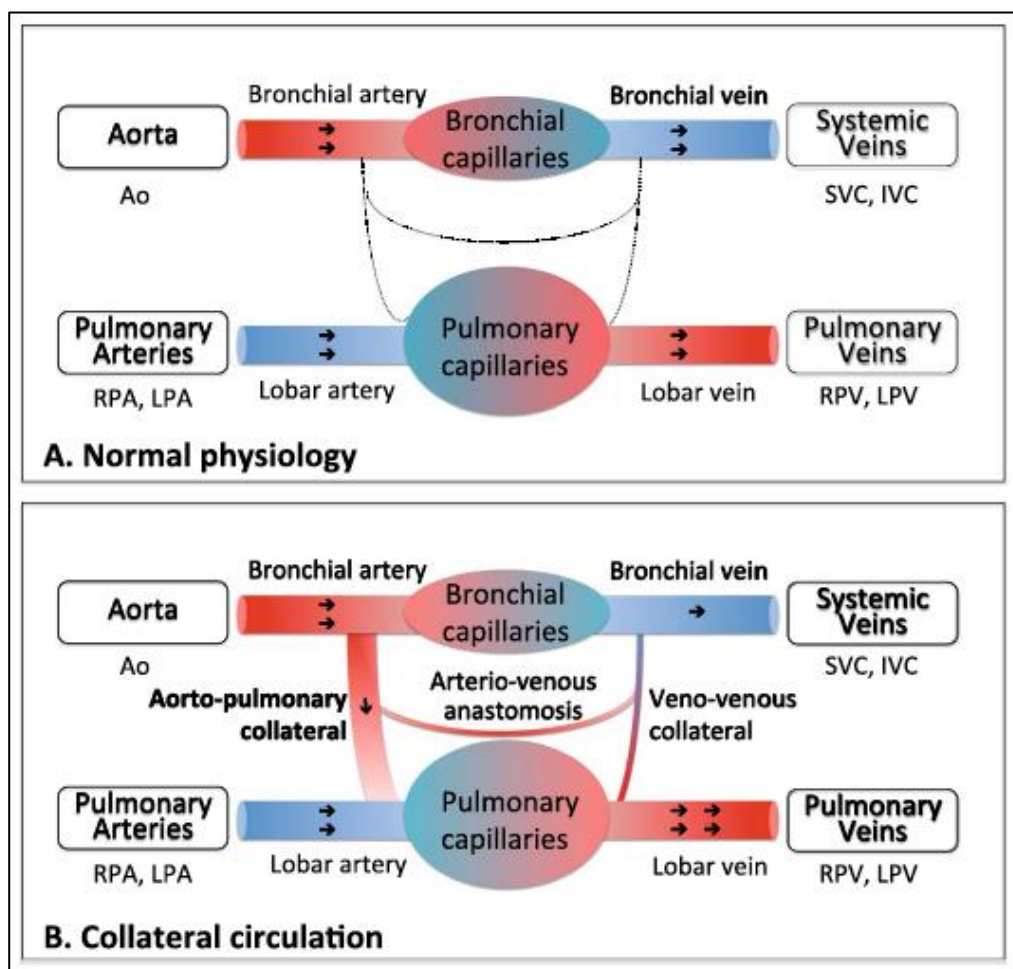 Bronchial artery
Bronchial vein
Aorta
Bronchial
capillaries
Systemic
Veins
Ao
SVC, IVC
Pulmonary
Arteries
Pulmonary
capillaries
Pulmonary
Veins
RPA, LPA
Lobar artery
Lobar vein
RPV, LPV
A. Normal physiology
Bronchial artery
Bronchial vein
Aorta
Bronchial
capillaries
Systemic
Veins
Ao
SVC, IVC
Aorto-pulmonary
collateral
Arterio-venous
anastomosis
Veno-venous
collateral
Pulmonary
Arteries
Pulmonary
capillaries
Pulmonary
Veins
RPA, LPA
Lobar artery
Lobar vein
RPV, LPV
B. Collateral circulation